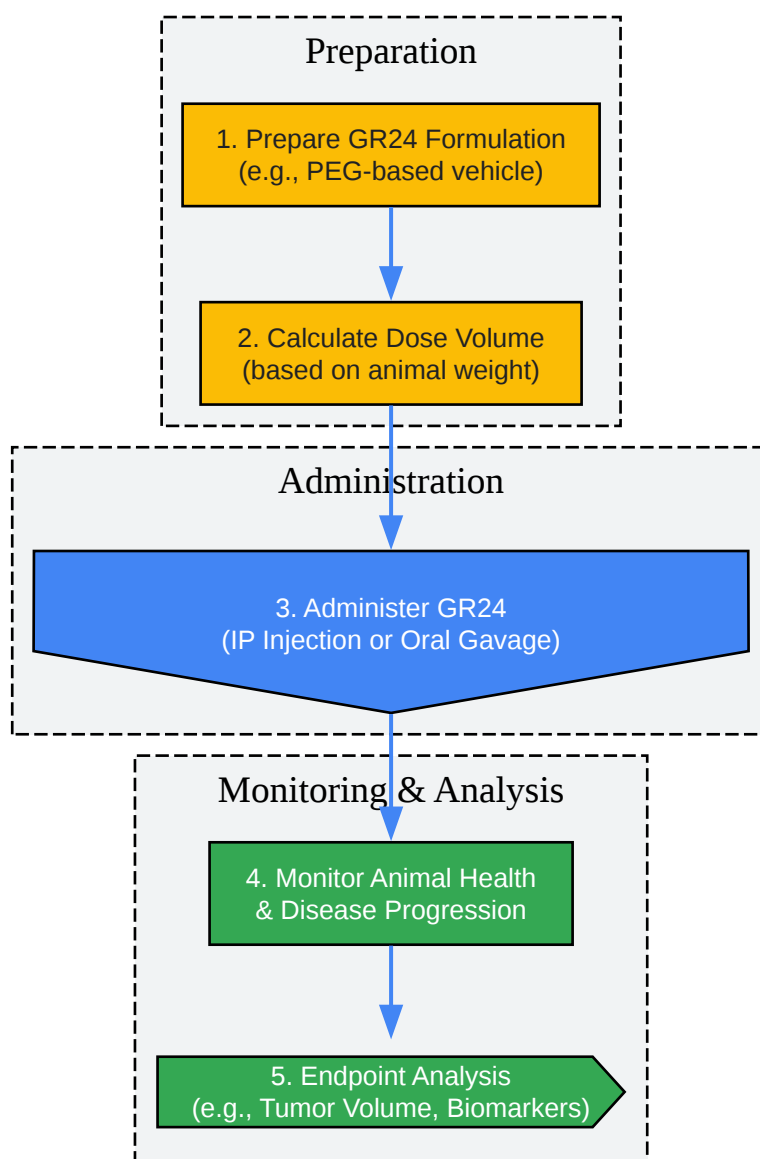 Preparation
1. Prepare GR24 Formulation
(e.g., PEG-based vehicle)
2. Calculate Dose Volume
(based on animal weight)
Administration
3. Administer GR24
(IP Injection or Oral Gavage)
Monitoring & Analysis
4. Monitor Animal Health
& Disease Progression
5. Endpoint Analysis
(e.g., Tumor Volume, Biomarkers)